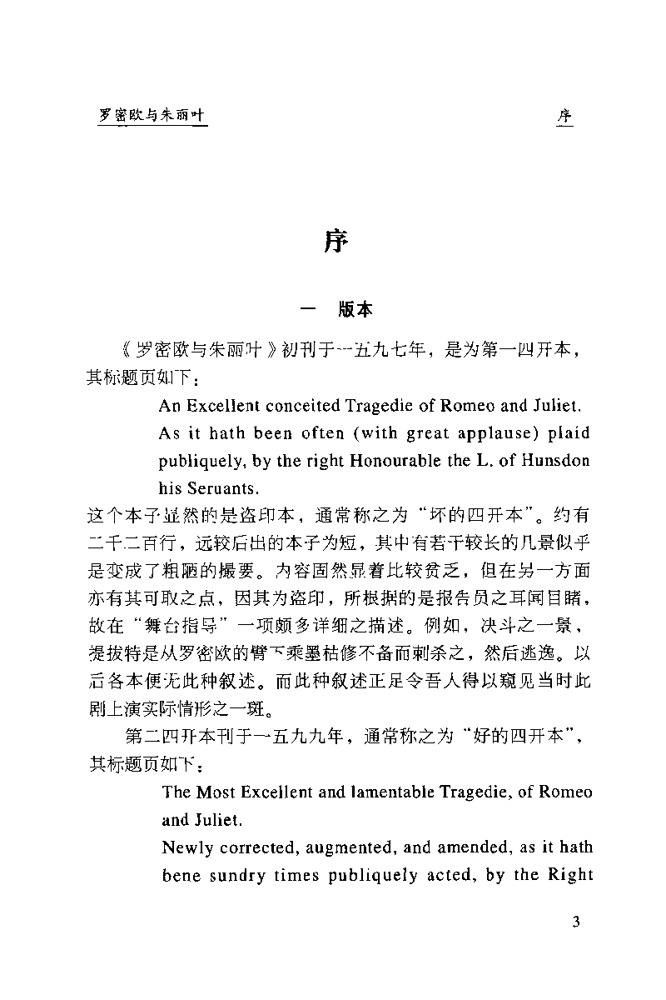 罗密欧与朱丽叶 序
序
一 版本
《罗密欧与朱丽叶》初刊于一五九七年，是为第一四开本，
其标题页如下：
An Excellent conceited Tragedie of Romeo and Juliet.
As it hath been often (with great applause) plaid
publiquely, by the right Honourable the L. of Hunsdon
his Seruants.
这个本子显然的是盗印本，通常称之为“坏的四开本”。约有
二千二百行，远较后出的本子为短，其中有若干较长的几景似乎
是变成了粗陋的撮要。内容固然显着比较贫乏，但在另一方面
亦有其可取之点，因其为盗印，所根据的是报告员之耳闻目睹，
故在“舞台指导”一项颇多详细之描述。例如，决斗之一景，
提拔特是从罗密欧的臂下乘墨枯修不备而刺杀之，然后逃逸。以
后各本便无此种叙述。而此种叙述正足令吾人得以窥见当时此
剧上演实际情形之一斑。
第二四开本刊于一五九九年，通常称之为“好的四开本”，
其标题页如下：
The Most Excellent and lamentable Tragedie, of Romeo
and Juliet.
Newly corrected, augmented, and amended, as it hath
bene sundry times publiquely acted, by the Right
3